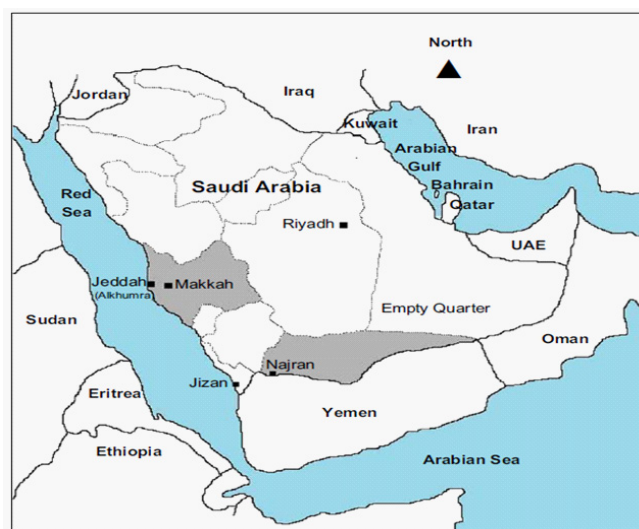 North
Jordan
Iraq
Kuwait
Iran
Arabian
Gulf
Red
Sea
Saudi Arabia
Bahrain
Qatar
Riyadh
UAE
Jeddah
(Alkhumra)
Makkah
Empty Quarter
Sudan
Oman
Najran
Jizan
Eritrea
Yemen
Ethiopia
Arabian Sea